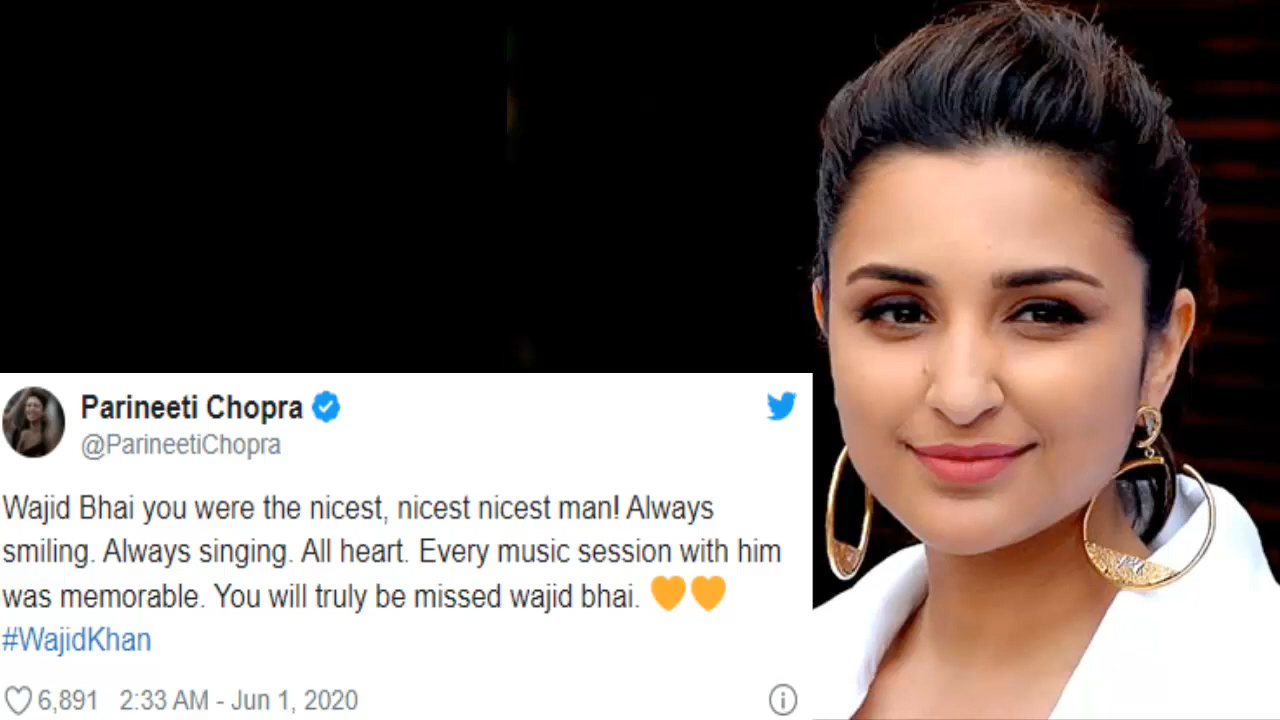 Parineeti Chopra
@ParineetiChopra
Wajid Bhai you were the nicest, nicest nicest man! Always
smiling. Always singing. All heart. Every music session with him
was memorable. You will truly be missed wajid bhai. 🧡🧡
#WajidKhan
6,891 2:33 AM - Jun 1, 2020